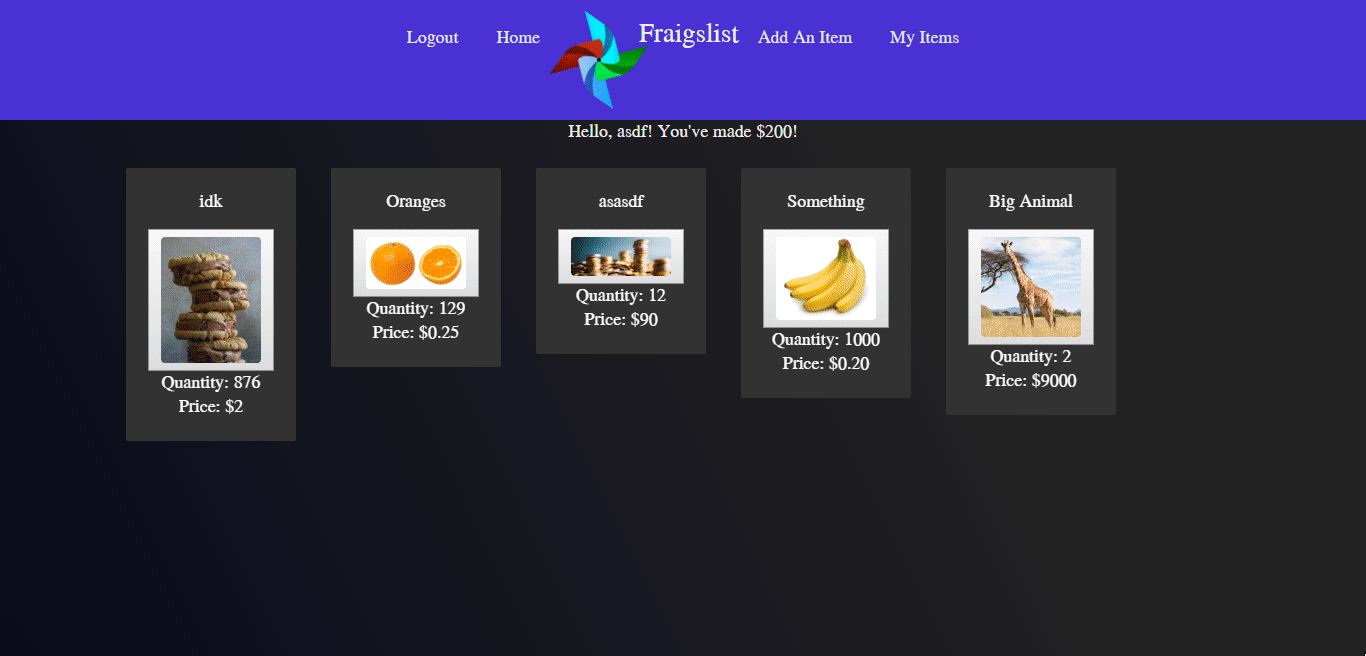 Logout Home Fraigslist Add An Item My Items
Hello, asdf! You've made $200!
idk
Quantity: 876
Price: $2
Oranges
Quantity: 129
Price: $0.25
asasdf
Quantity: 12
Price: $90
Something
Quantity: 1000
Price: $0.20
Big Animal
Quantity: 2
Price: $9000